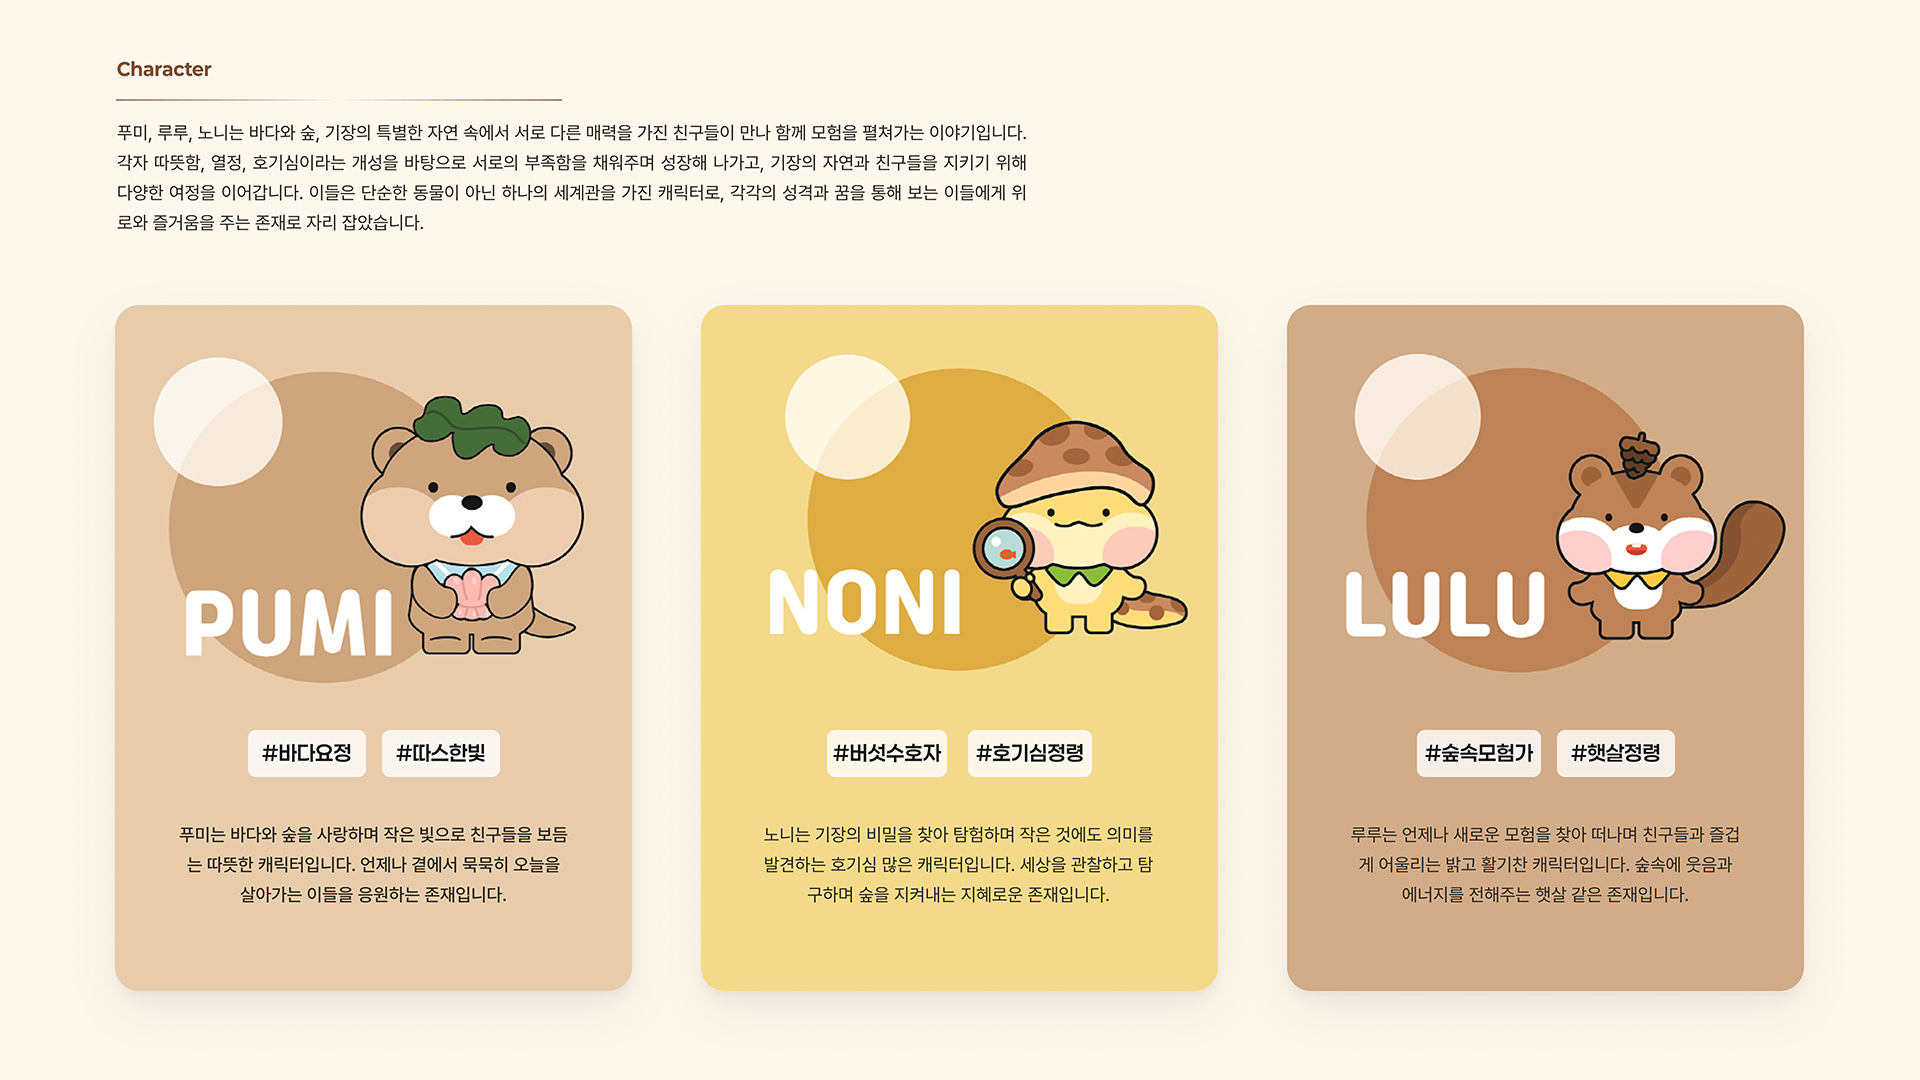 Character
푸미, 루루, 노니는 바다와 숲, 기장의 특별한 자연 속에서 서로 다른 매력을 가진 친구들이 만나 함께 모험을 펼쳐가는 이야기입니다.
각자 따뜻함, 열정, 호기심이라는 개성을 바탕으로 서로의 부족함을 채워주며 성장해 나가고, 기장의 자연과 친구들을 지키기 위해
다양한 여정을 이어갑니다. 이들은 단순한 동물이 아닌 하나의 세계관을 가진 캐릭터로, 각각의 성격과 꿈을 통해 보는 이들에게 위
로와 즐거움을 주는 존재로 자리 잡았습니다.
PUMI
#바다요정 #따스한빛
푸미는 바다와 숲을 사랑하며 작은 빛으로 친구들을 보듬
는 따뜻한 캐릭터입니다. 언제나 곁에서 묵묵히 오늘을
살아가는 이들을 응원하는 존재입니다.
NONI
#버섯수호자 #호기심정령
노니는 기장의 비밀을 찾아 탐험하며 작은 것에도 의미를
발견하는 호기심 많은 캐릭터입니다. 세상을 관찰하고 탐
구하며 숲을 지켜내는 지혜로운 존재입니다.
LULU
#숲속모험가 #햇살정령
루루는 언제나 새로운 모험을 찾아 떠나며 친구들과 즐겁
게 어울리는 밝고 활기찬 캐릭터입니다. 숲속에 웃음과
에너지를 전해주는 햇살 같은 존재입니다.